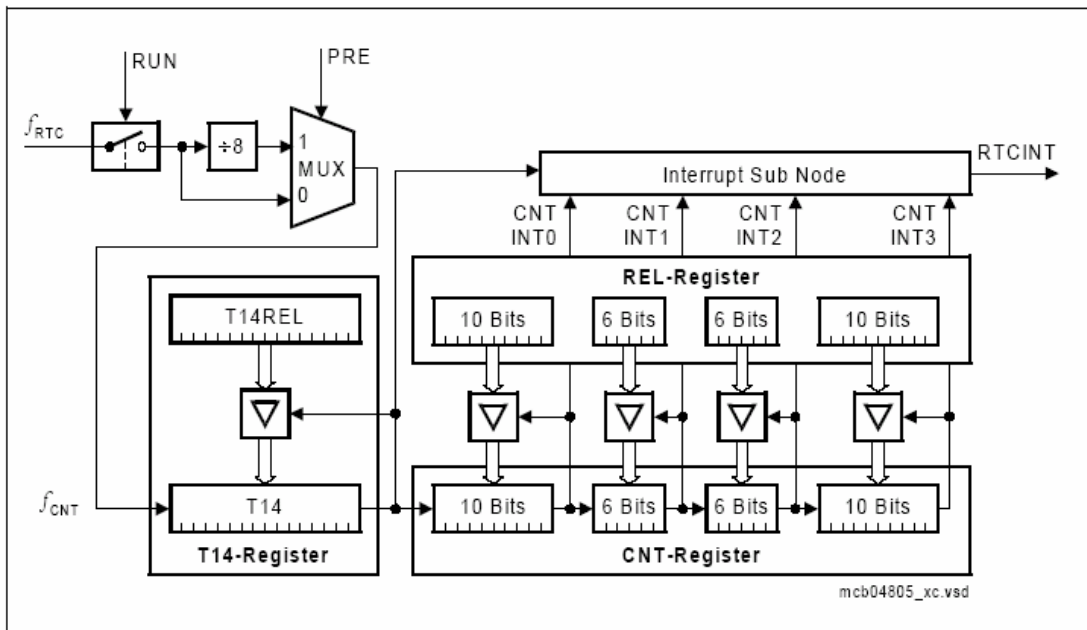 RUN
PRE
fRTC
÷8
1
MUX
0
Interrupt Sub Node
RTCINT
CNT INT0
CNT INT1
CNT INT2
CNT INT3
REL-Register
T14REL
10 Bits
6 Bits
6 Bits
10 Bits
fCNT
T14
10 Bits
6 Bits
6 Bits
10 Bits
T14-Register
CNT-Register
mcb04805_xc.vsd